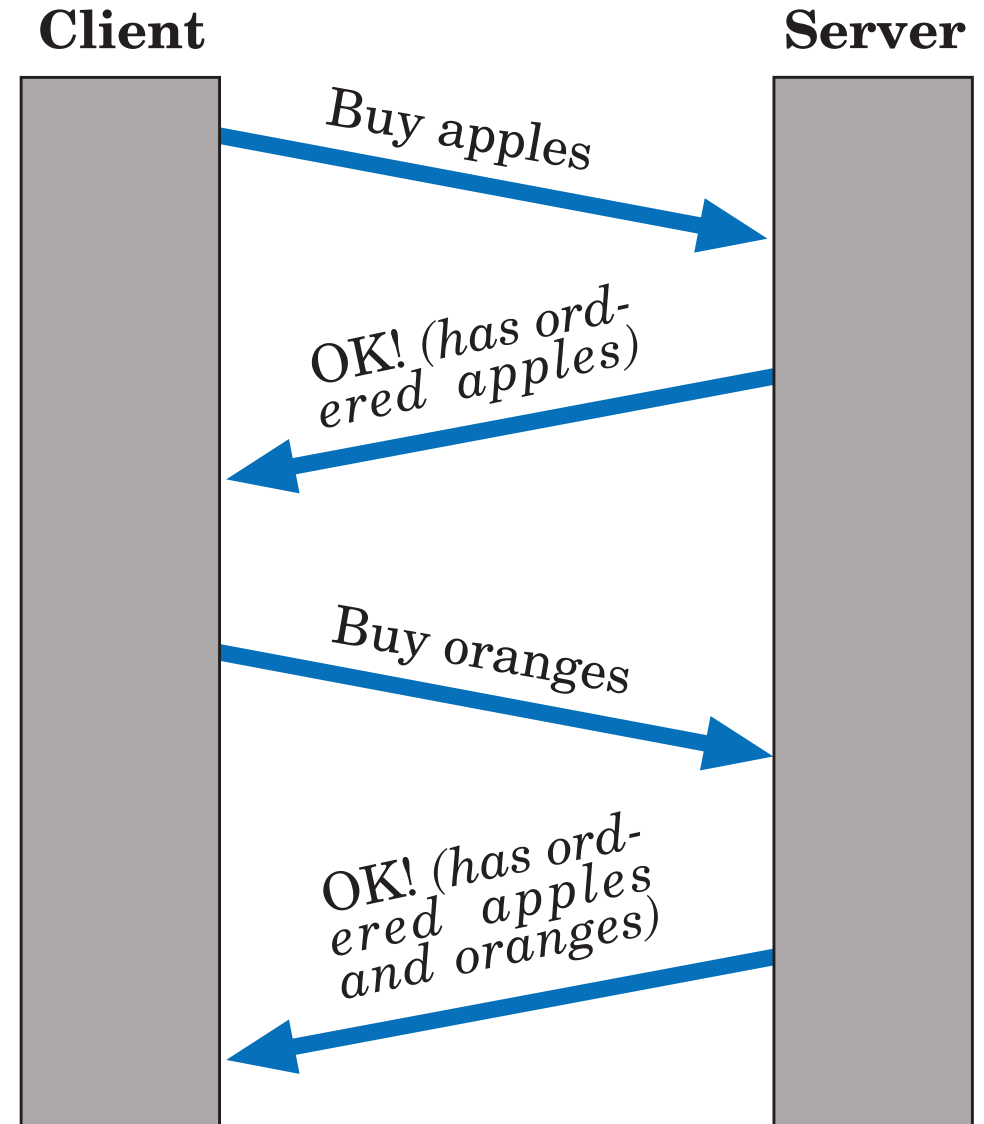 Client
Server
Buy apples
OK! (has ord-
ered apples)
Buy oranges
OK! (has ord-
ered apples
and oranges)